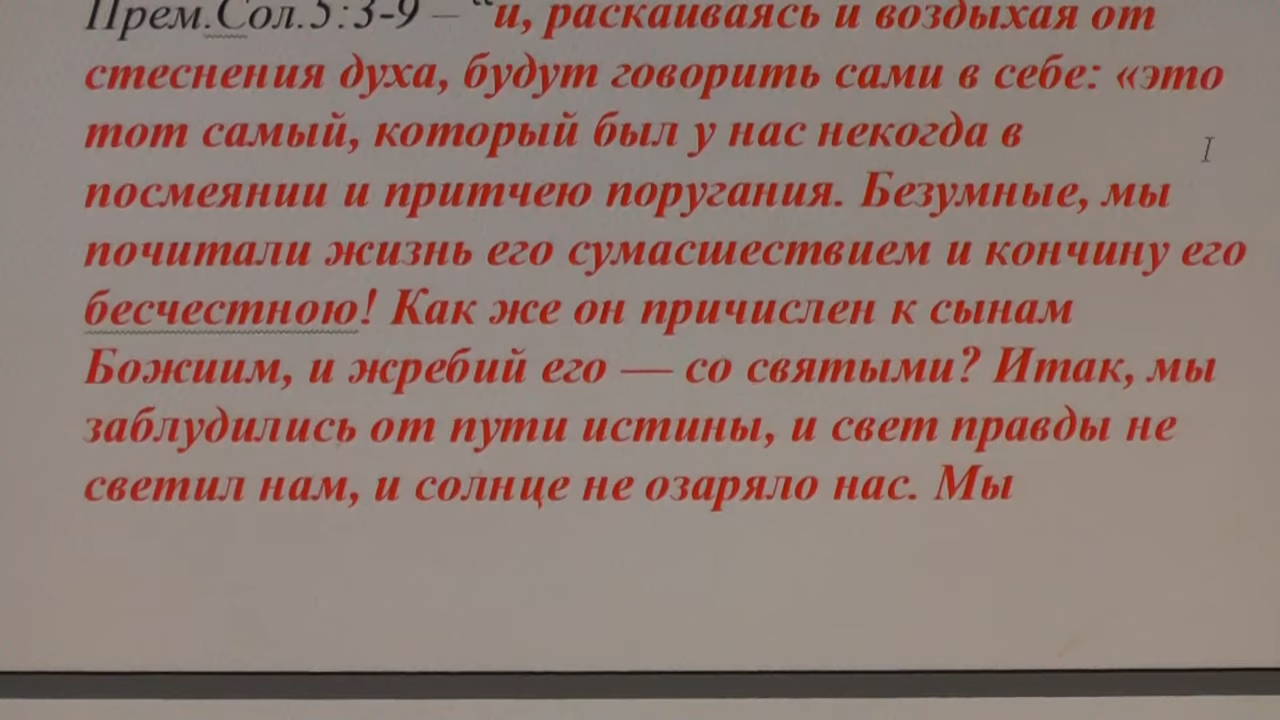 Прем.Сол.5:3-9 – “и, раскаиваясь и воздыхая от
стеснения духа, будут говорить сами в себе: «это
тот самый, который был у нас некогда в
посмеянии и притчею поругания. Безумные, мы
почитали жизнь его сумасшествием и кончину его
бесчестною! Как же он причислен к сынам
Божиим, и жребий его — со святыми? Итак, мы
заблудились от пути истины, и свет правды не
светил нам, и солнце не озаряло нас. Мы